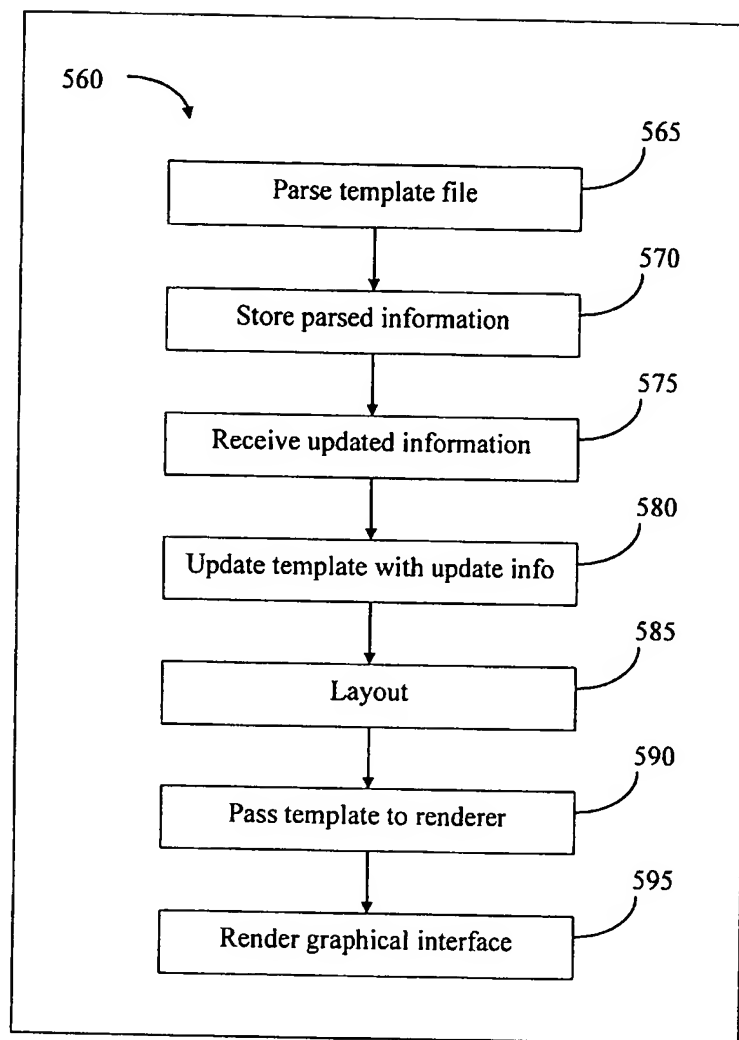 560
565
Parse template file
570
Store parsed information
575
Receive updated information
580
Update template with update info
585
Layout
590
Pass template to renderer
595
Render graphical interface